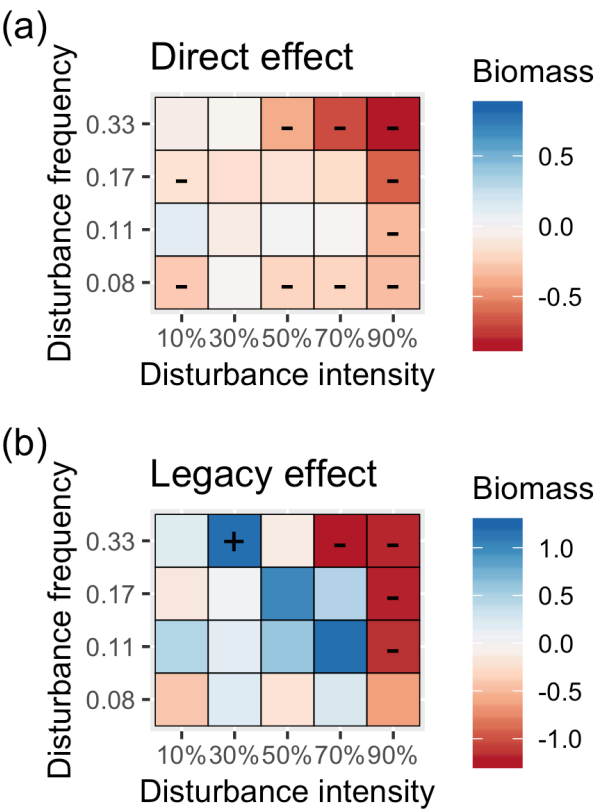 (a)
Direct effect
Disturbance frequency
0.33
- - -
0.17
- -
0.11
-
0.08
- - - -
10% 30% 50% 70% 90%
Disturbance intensity
Biomass
0.5
0.0
-0.5
(b)
Legacy effect
Disturbance frequency
0.33
+ - -
0.17
-
0.11
-
0.08
10% 30% 50% 70% 90%
Disturbance intensity
Biomass
1.0
0.5
0.0
-0.5
-1.0